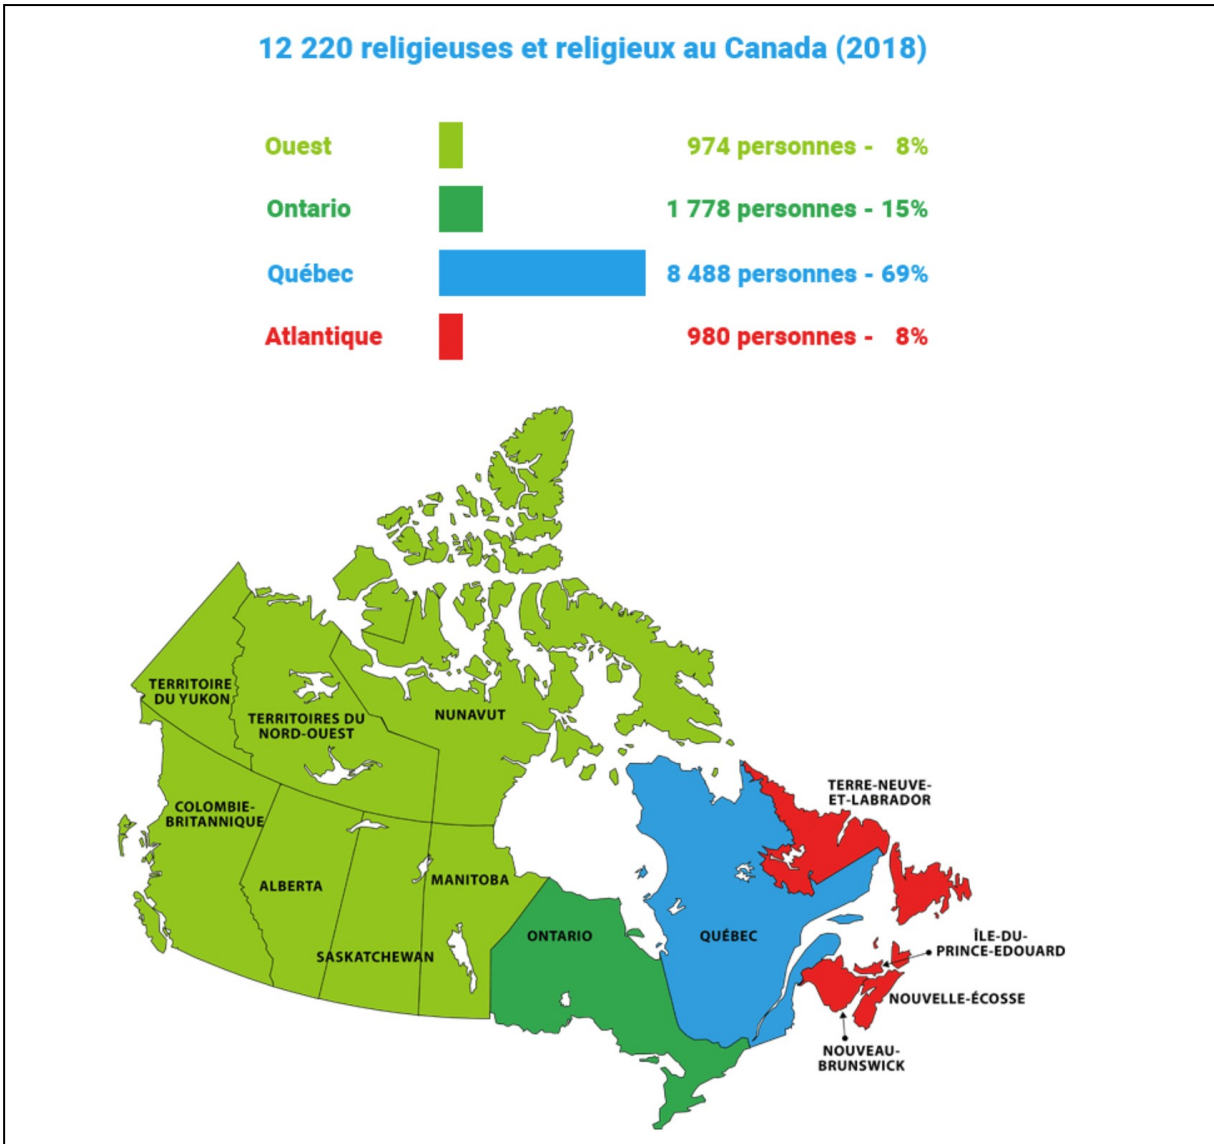 12 220 religieuses et religieux au Canada (2018)
Ouest 974 personnes - 8%
Ontario 1 778 personnes - 15%
Québec 8 488 personnes - 69%
Atlantique 980 personnes - 8%
TERRITOIRE
DU YUKON
TERRITOIRES DU
NORD-OUEST
NUNAVUT
TERRE-NEUVE-
ET-LABRADOR
COLOMBIE-
BRITANNIQUE
ALBERTA
MANITOBA
SASKATCHEWAN
ONTARIO
QUÉBEC
ÎLE-DU-
PRINCE-EDOUARD
NOUVELLE-ÉCOSSE
NOUVEAU-
BRUNSWICK